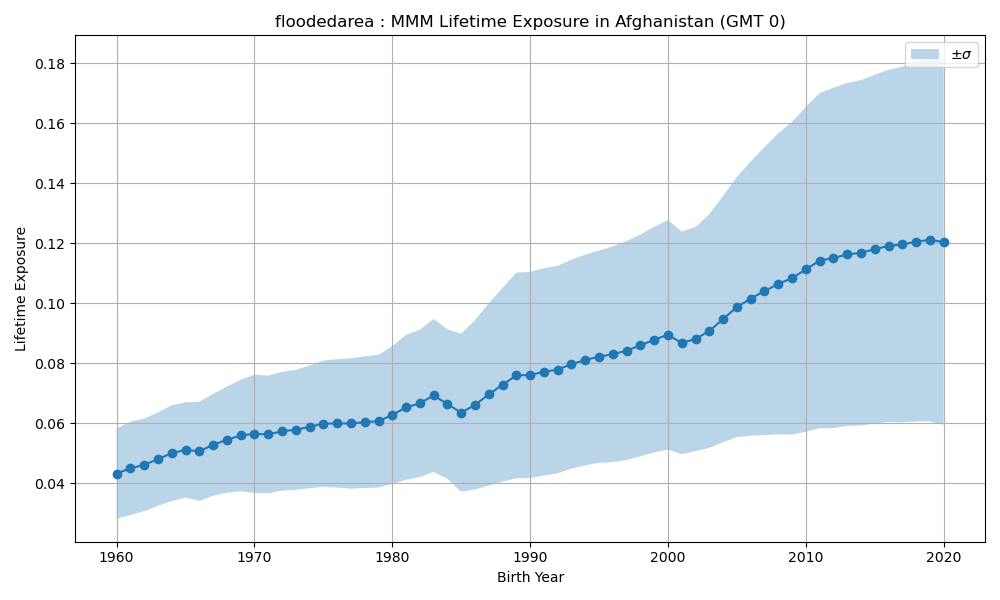 floodedarea : MMM Lifetime Exposure in Afghanistan (GMT 0)
±σ
0.18
0.16
0.14
0.12
0.10
0.08
0.06
0.04
Lifetime Exposure
1960 1970 1980 1990 2000 2010 2020
Birth Year